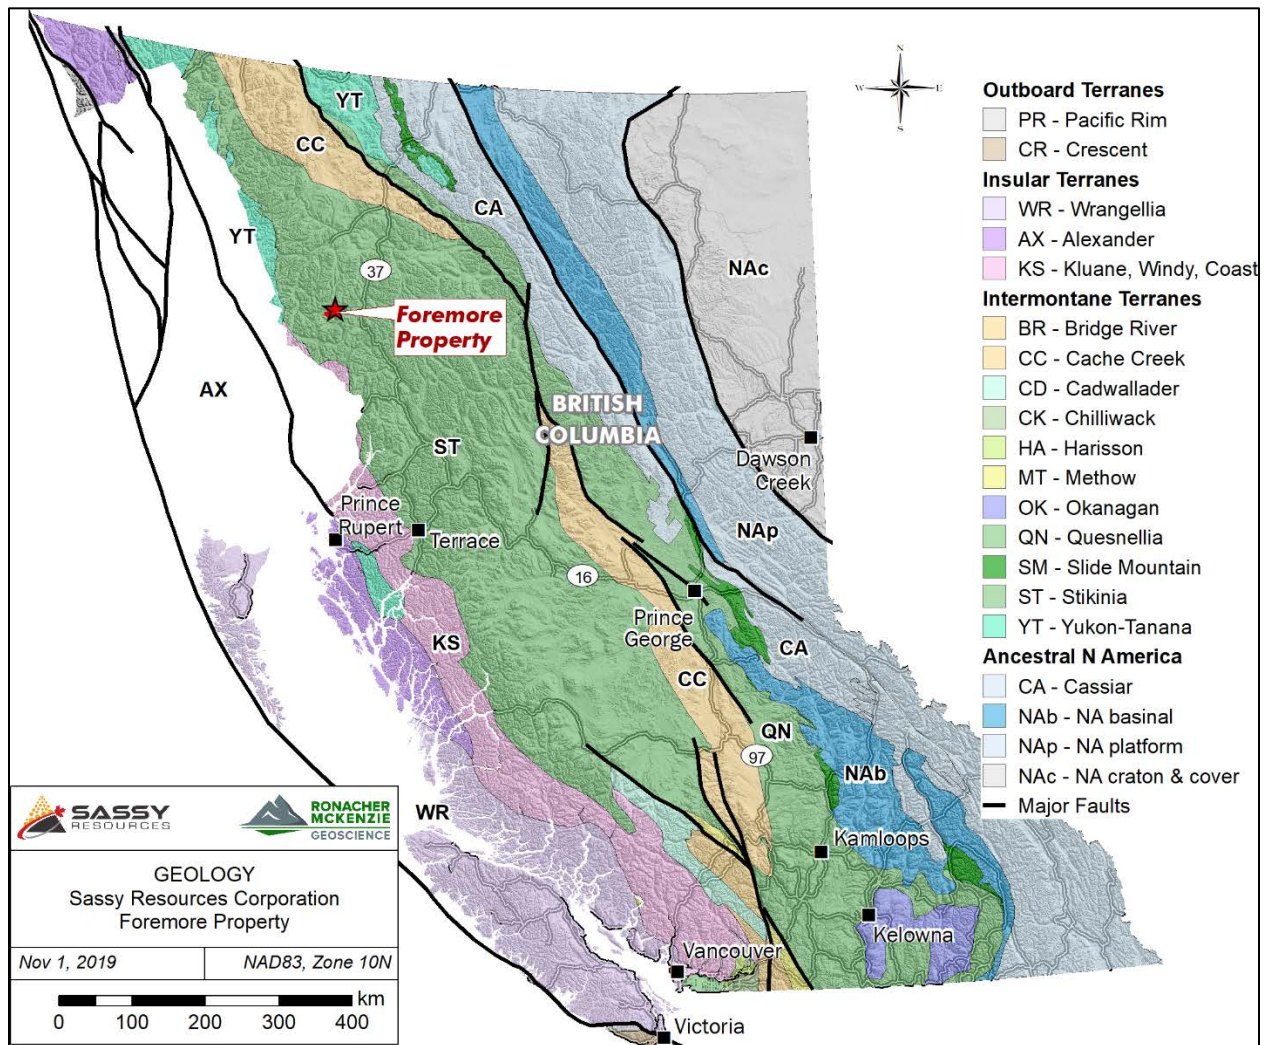 N
W
E
S
YT
CC
CA
YT
NAc
37
Foremore
Property
AX
BRITISH
COLUMBIA
ST
Dawson
Creek
Prince
Rupert
Terrace
NAp
16
Prince
George
KS
CA
CC
QN
97
NAb
WR
Kamloops
Kelowna
Vancouver
Victoria
Outboard Terranes
PR - Pacific Rim
CR - Crescent
Insular Terranes
WR - Wrangellia
AX - Alexander
KS - Kluane, Windy, Coast
Intermontane Terranes
BR - Bridge River
CC - Cache Creek
CD - Cadwallader
CK - Chilliwack
HA - Harisson
MT - Methow
OK - Okanagan
QN - Quesnellia
SM - Slide Mountain
ST - Stikinia
YT - Yukon-Tanana
Ancestral N America
CA - Cassiar
NAb - NA basinal
NAp - NA platform
NAc - NA craton & cover
Major Faults
SASSY
RESOURCES
RONACHER
MCKENZIE
GEOSCIENCE
GEOLOGY
Sassy Resources Corporation
Foremore Property
Nov 1, 2019
NAD83, Zone 10N
km
0 100 200 300 400